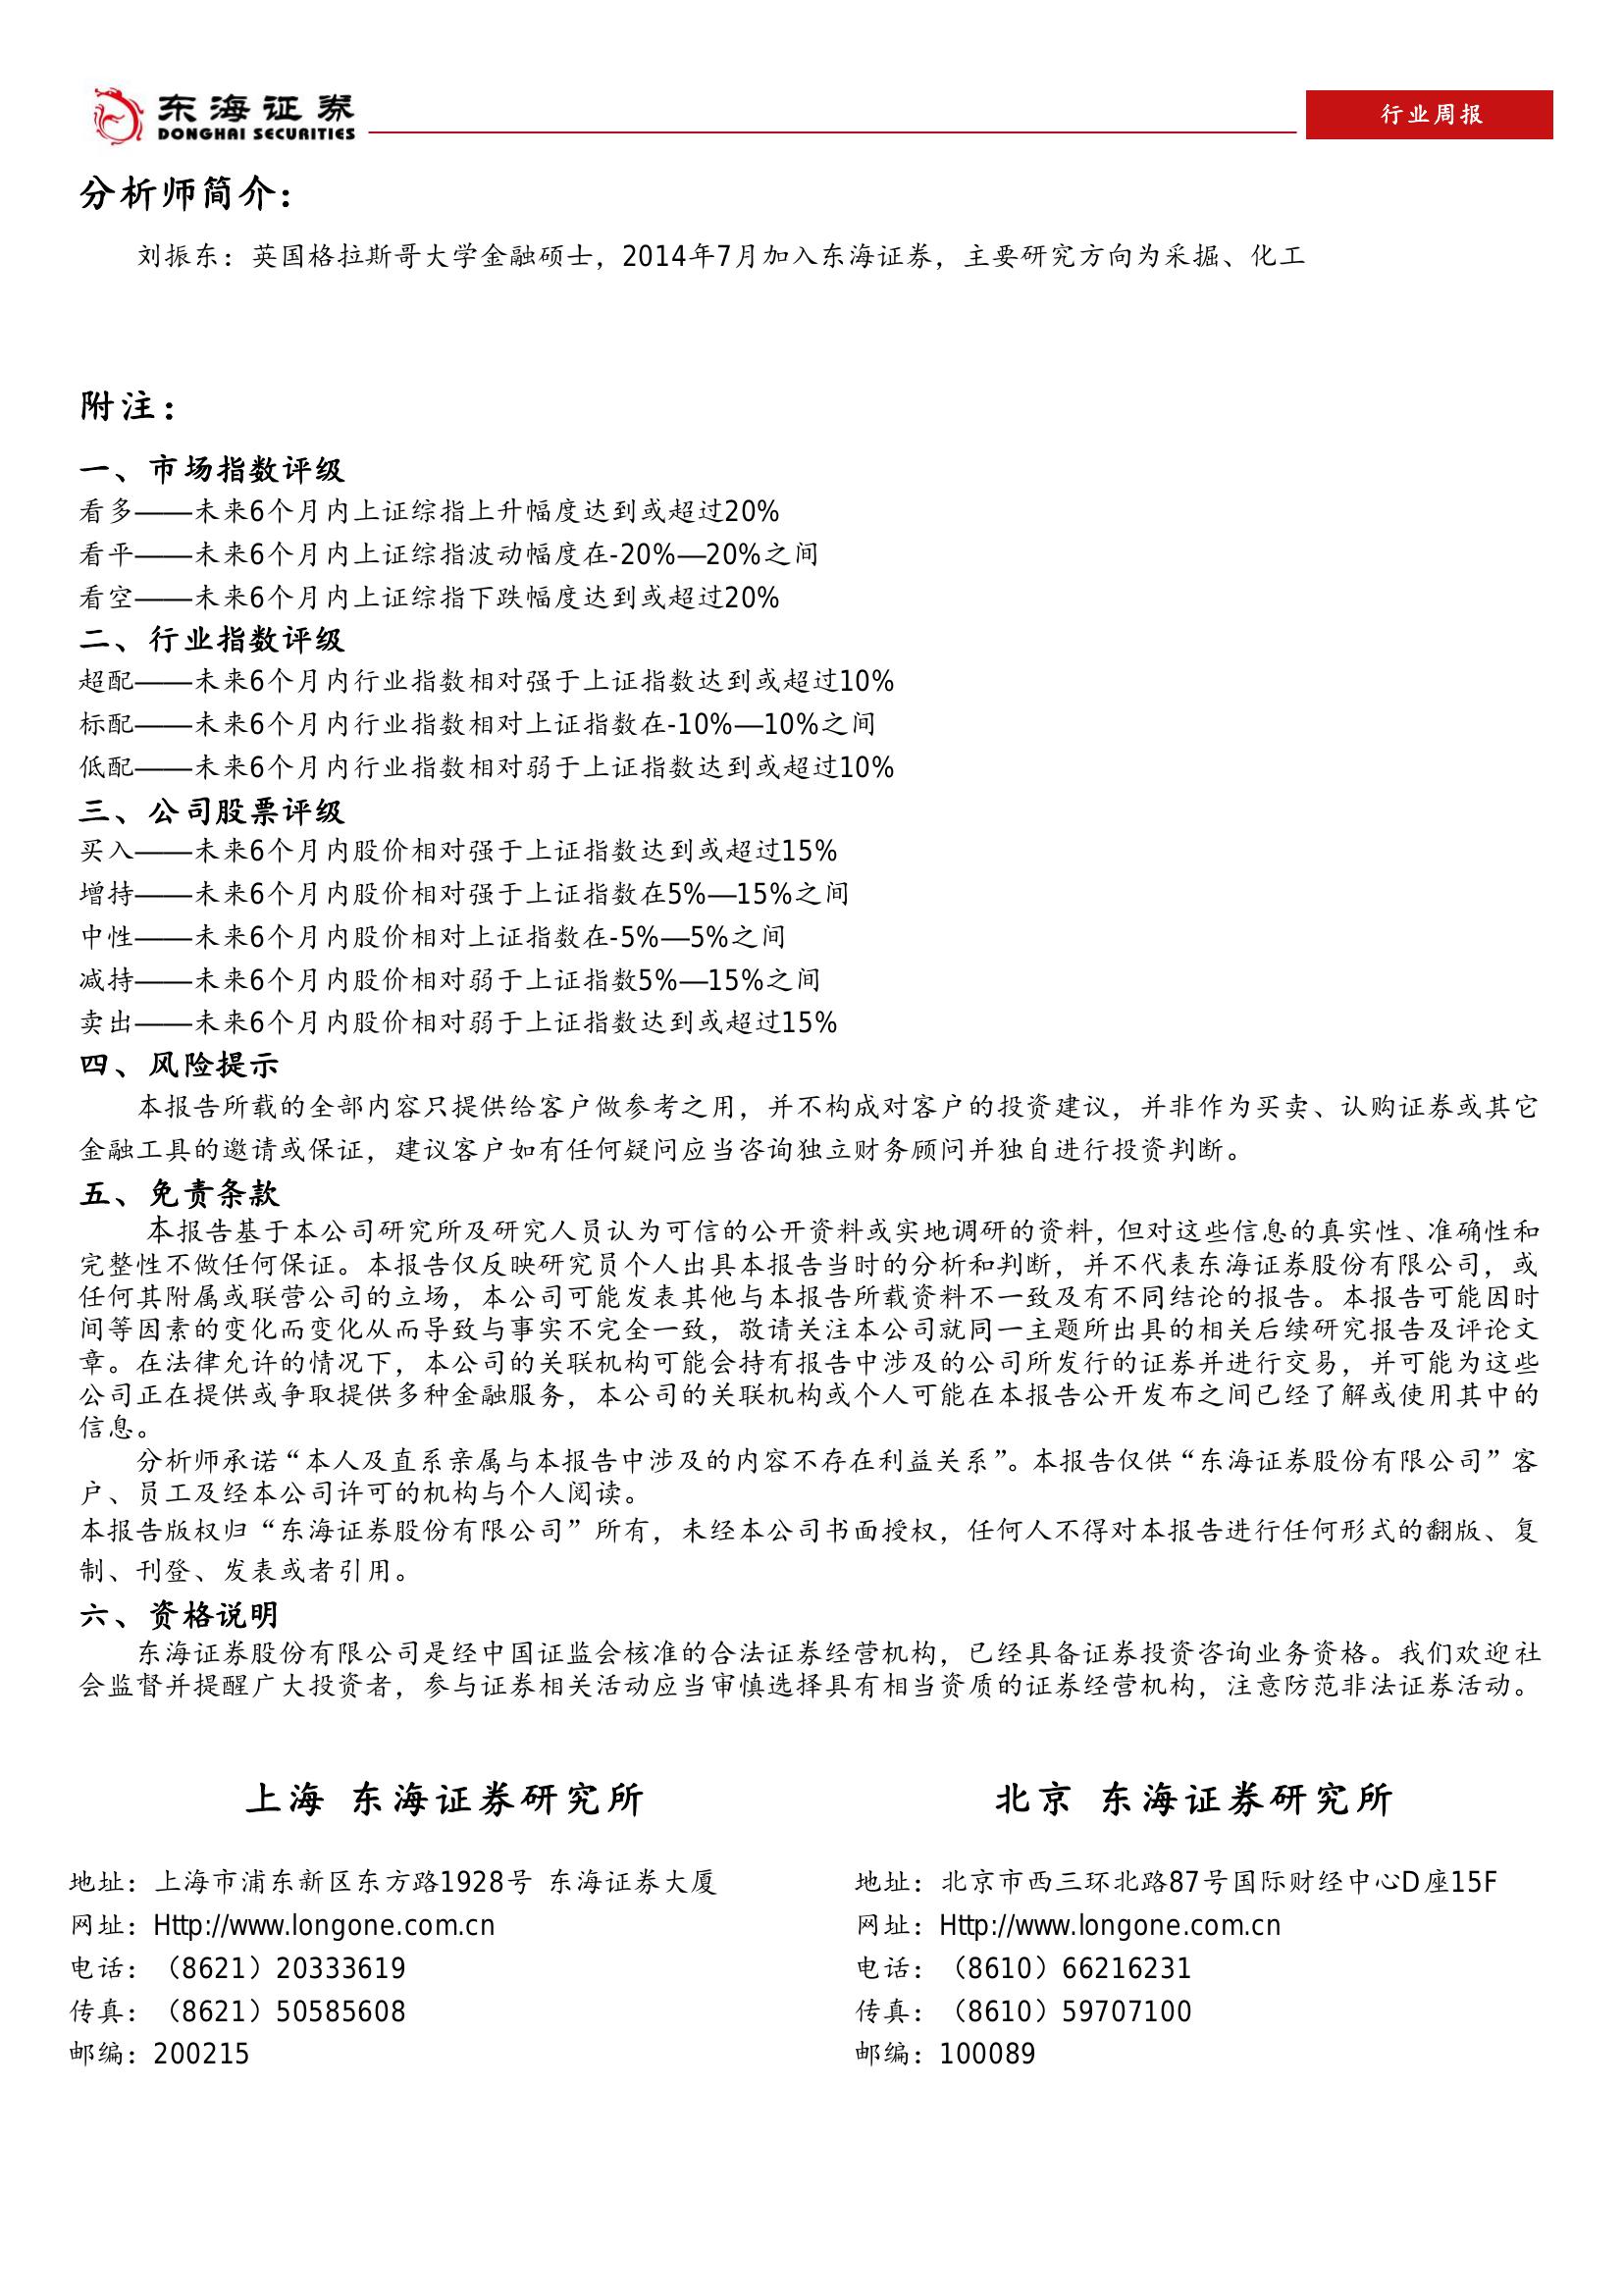 东海证券
DONGHAI SECURITIES
行业周报
分析师简介：
刘振东：英国格拉斯哥大学金融硕士，2014年7月加入东海证券，主要研究方向为采掘、化工
附注：
一、市场指数评级
看多——未来6个月内上证综指上升幅度达到或超过20%
看平——未来6个月内上证综指波动幅度在-20%—20%之间
看空——未来6个月内上证综指下跌幅度达到或超过20%
二、行业指数评级
超配——未来6个月内行业指数相对强于上证指数达到或超过10%
标配——未来6个月内行业指数相对上证指数在-10%—10%之间
低配——未来6个月内行业指数相对弱于上证指数达到或超过10%
三、公司股票评级
买入——未来6个月内股价相对强于上证指数达到或超过15%
增持——未来6个月内股价相对强于上证指数在5%—15%之间
中性——未来6个月内股价相对上证指数在-5%—5%之间
减持——未来6个月内股价相对弱于上证指数5%—15%之间
卖出——未来6个月内股价相对弱于上证指数达到或超过15%
四、风险提示
本报告所载的全部内容只提供给客户做参考之用，并不构成对客户的投资建议，并非作为买卖、认购证券或其它
金融工具的邀请或保证，建议客户如有任何疑问应当咨询独立财务顾问并独自进行投资判断。
五、免责条款
本报告基于本公司研究所及研究人员认为可信的公开资料或实地调研的资料，但对这些信息的真实性、准确性和
完整性不做任何保证。本报告仅反映研究员个人出具本报告当时的分析和判断，并不代表东海证券股份有限公司，或
任何其附属或联营公司的立场，本公司可能发表其他与本报告所载资料不一致及有不同结论的报告。本报告可能因时
间等因素的变化而变化从而导致与事实不完全一致，敬请关注本公司就同一主题所出具的相关后续研究报告及评论文
章。在法律允许的情况下，本公司的关联机构可能会持有报告中涉及的公司所发行的证券并进行交易，并可能为这些
公司正在提供或争取提供多种金融服务，本公司的关联机构或个人可能在本报告公开发布之间已经了解或使用其中的
信息。
分析师承诺“本人及直系亲属与本报告中涉及的内容不存在利益关系”。本报告仅供“东海证券股份有限公司”客
户、员工及经本公司许可的机构与个人阅读。
本报告版权归“东海证券股份有限公司”所有，未经本公司书面授权，任何人不得对本报告进行任何形式的翻版、复
制、刊登、发表或者引用。
六、资格说明
东海证券股份有限公司是经中国证监会核准的合法证券经营机构，已经具备证券投资咨询业务资格。我们欢迎社
会监督并提醒广大投资者，参与证券相关活动应当审慎选择具有相当资质的证券经营机构，注意防范非法证券活动。
上海 东海证券研究所
地址：上海市浦东新区东方路1928号 东海证券大厦
网址：Http://www.longone.com.cn
电话：（8621）20333619
传真：（8621）50585608
邮编：200215
北京 东海证券研究所
地址：北京市西三环北路87号国际财经中心D座15F
网址：Http://www.longone.com.cn
电话：（8610）66216231
传真：（8610）59707100
邮编：100089